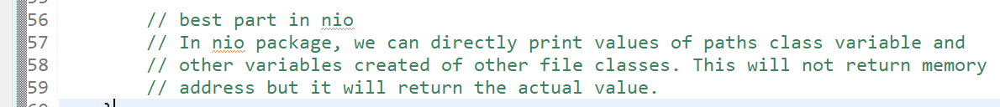 56 // best part in nio
57 // In nio package, we can directly print values of paths class variable and
58 // other variables created of other file classes. This will not return memory
59 // address but it will return the actual value.
}